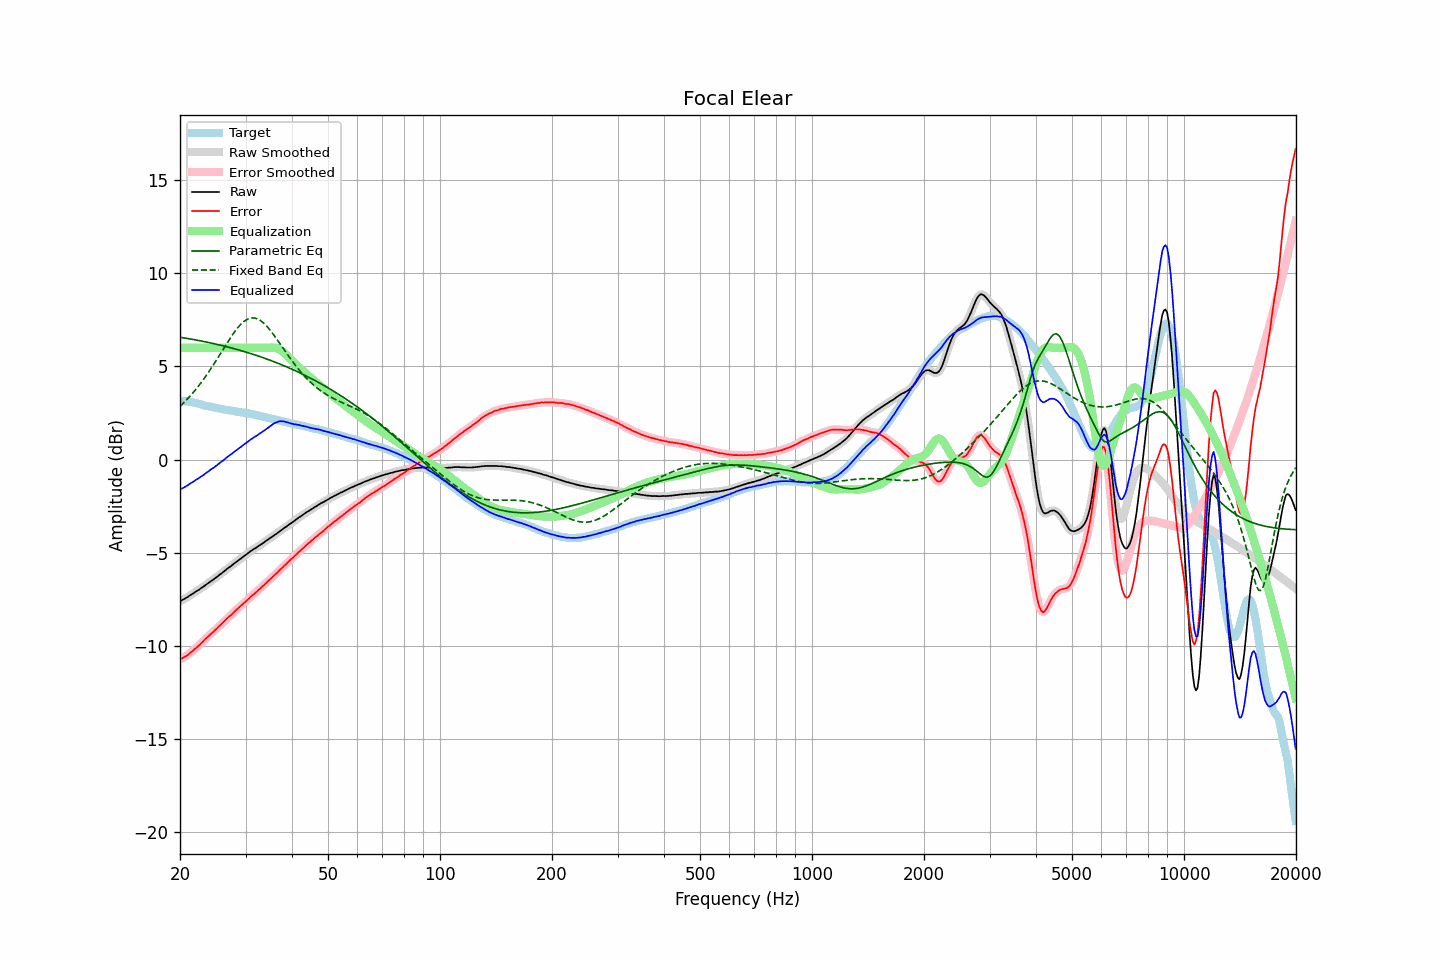 Focal Elear
Target
Raw Smoothed
Error Smoothed
Raw
Error
Equalization
Parametric Eq
Fixed Band Eq
Equalized
15
10
5
0
−5
−10
−15
−20
Amplitude (dBr)
20 50 100 200 500 1000 2000 5000 10000 20000
Frequency (Hz)